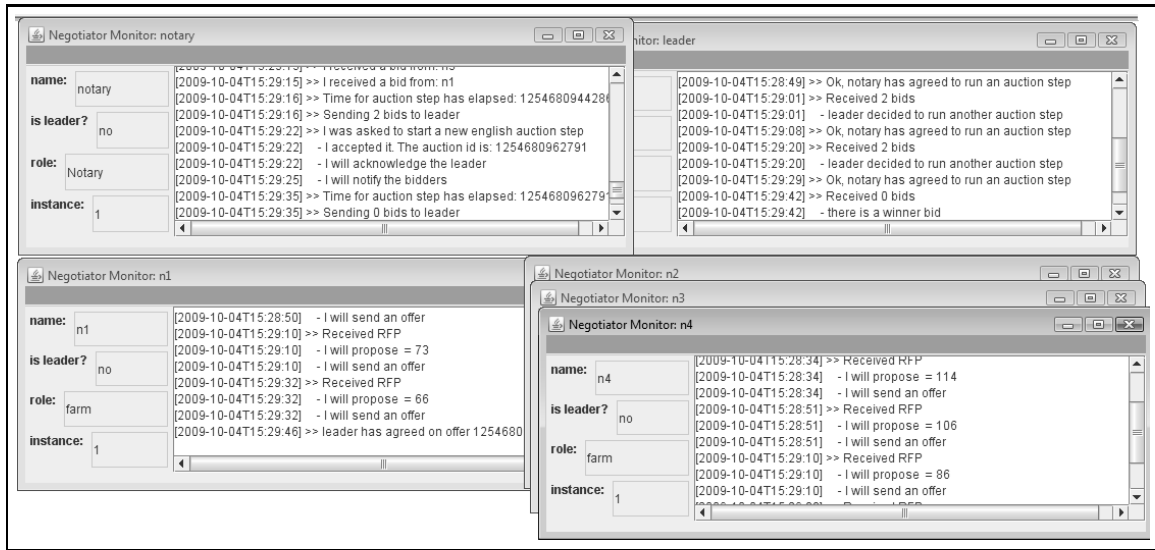 Negotiator Monitor: notary
name:
notary
is leader?
no
role:
Notary
instance:
1
[2009-10-04T15:29:15] >> I received a bid from: n3
[2009-10-04T15:29:15] >> I received a bid from: n1
[2009-10-04T15:29:16] >> Time for auction step has elapsed: 1254680944286
[2009-10-04T15:29:16] >> Sending 2 bids to leader
[2009-10-04T15:29:22] >> I was asked to start a new english auction step
[2009-10-04T15:29:22] - I accepted it. The auction id is: 1254680962791
[2009-10-04T15:29:22] - I will acknowledge the leader
[2009-10-04T15:29:25] - I will notify the bidders
[2009-10-04T15:29:35] >> Time for auction step has elapsed: 1254680962791
[2009-10-04T15:29:35] >> Sending 0 bids to leader
nitor: leader
[2009-10-04T15:28:49] >> Ok, notary has agreed to run an auction step
[2009-10-04T15:29:01] >> Received 2 bids
[2009-10-04T15:29:01] - leader decided to run another auction step
[2009-10-04T15:29:08] >> Ok, notary has agreed to run an auction step
[2009-10-04T15:29:20] >> Received 2 bids
[2009-10-04T15:29:20] - leader decided to run another auction step
[2009-10-04T15:29:29] >> Ok, notary has agreed to run an auction step
[2009-10-04T15:29:42] >> Received 0 bids
[2009-10-04T15:29:42] - there is a winner bid
Negotiator Monitor: n1
name:
n1
is leader?
no
role:
farm
instance:
1
[2009-10-04T15:28:50] - I will send an offer
[2009-10-04T15:29:10] >> Received RFP
[2009-10-04T15:29:10] - I will propose = 73
[2009-10-04T15:29:10] - I will send an offer
[2009-10-04T15:29:32] >> Received RFP
[2009-10-04T15:29:32] - I will propose = 66
[2009-10-04T15:29:32] - I will send an offer
[2009-10-04T15:29:46] >> leader has agreed on offer 1254680
Negotiator Monitor: n2
Negotiator Monitor: n3
Negotiator Monitor: n4
name:
n4
is leader?
no
role:
farm
instance:
1
[2009-10-04T15:28:34] >> Received RFP
[2009-10-04T15:28:34] - I will propose = 114
[2009-10-04T15:28:34] - I will send an offer
[2009-10-04T15:28:51] >> Received RFP
[2009-10-04T15:28:51] - I will propose = 106
[2009-10-04T15:28:51] - I will send an offer
[2009-10-04T15:29:10] >> Received RFP
[2009-10-04T15:29:10] - I will propose = 86
[2009-10-04T15:29:10] - I will send an offer